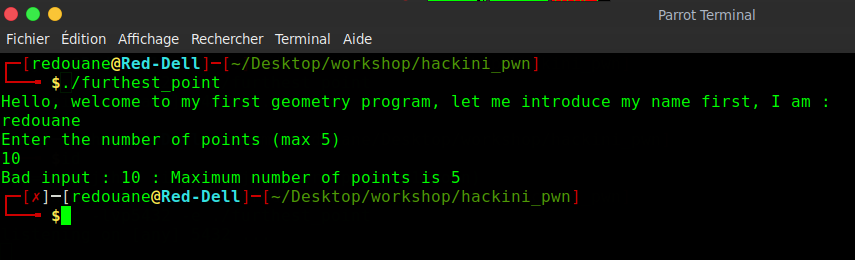 Parrot Terminal
Fichier Édition Affichage Rechercher Terminal Aide
┌─[redouane@Red-Dell]─[~/Desktop/workshop/hackini_pwn]
└──╼ $./furthest_point
Hello, welcome to my first geometry program, let me introduce my name first, I am :
redouane
Enter the number of points (max 5)
10
Bad input : 10 : Maximum number of points is 5
┌─[✗]─[redouane@Red-Dell]─[~/Desktop/workshop/hackini_pwn]
└──╼ $